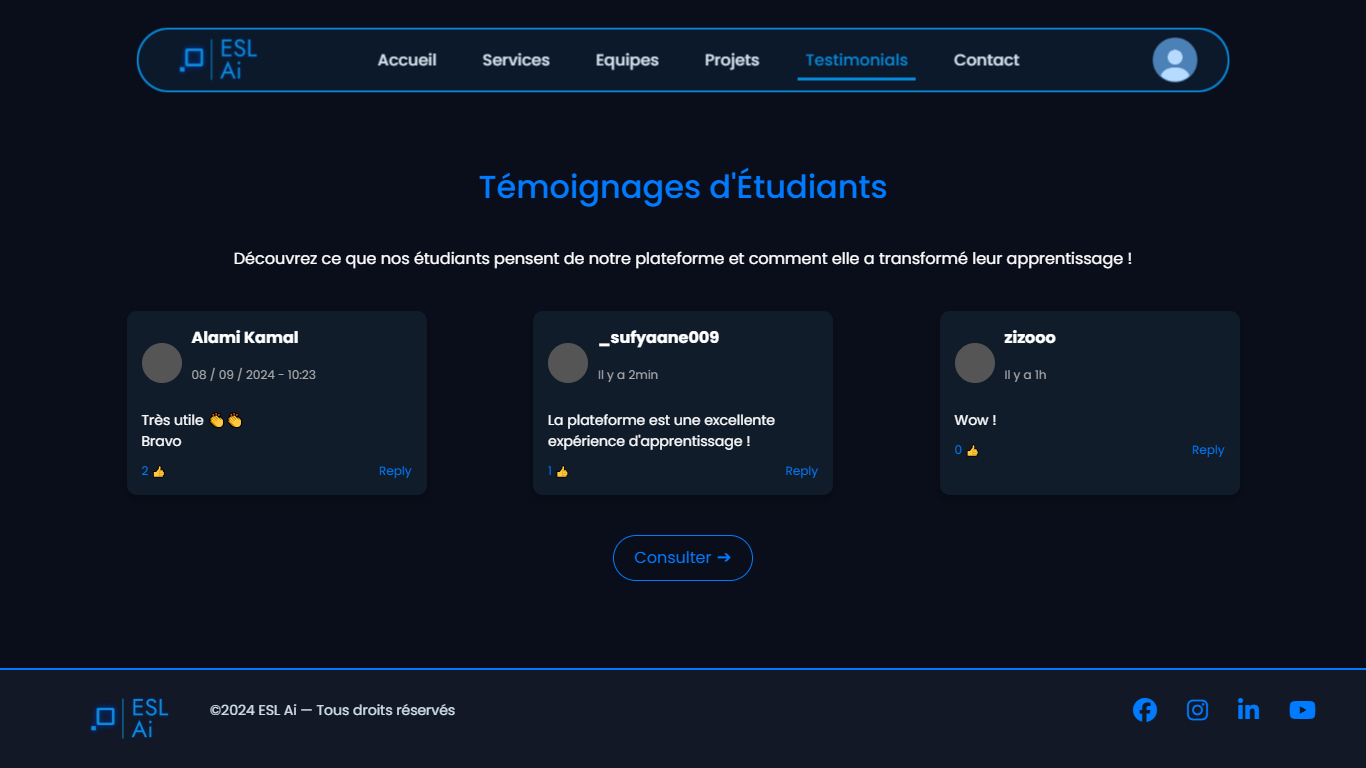 ESL
Ai
Accueil Services Equipes Projets Testimonials Contact
Témoignages d'Étudiants
Découvrez ce que nos étudiants pensent de notre plateforme et comment elle a transformé leur apprentissage !
Alami Kamal
08 / 09 / 2024 - 10:23
Très utile 👏👏
Bravo
2 👍 Reply
_sufyaane009
Il y a 2min
La plateforme est une excellente
expérience d'apprentissage !
1 👍 Reply
zizooo
Il y a 1h
Wow !
0 👍 Reply
Consulter ➔
ESL
Ai
©2024 ESL Ai — Tous droits réservés